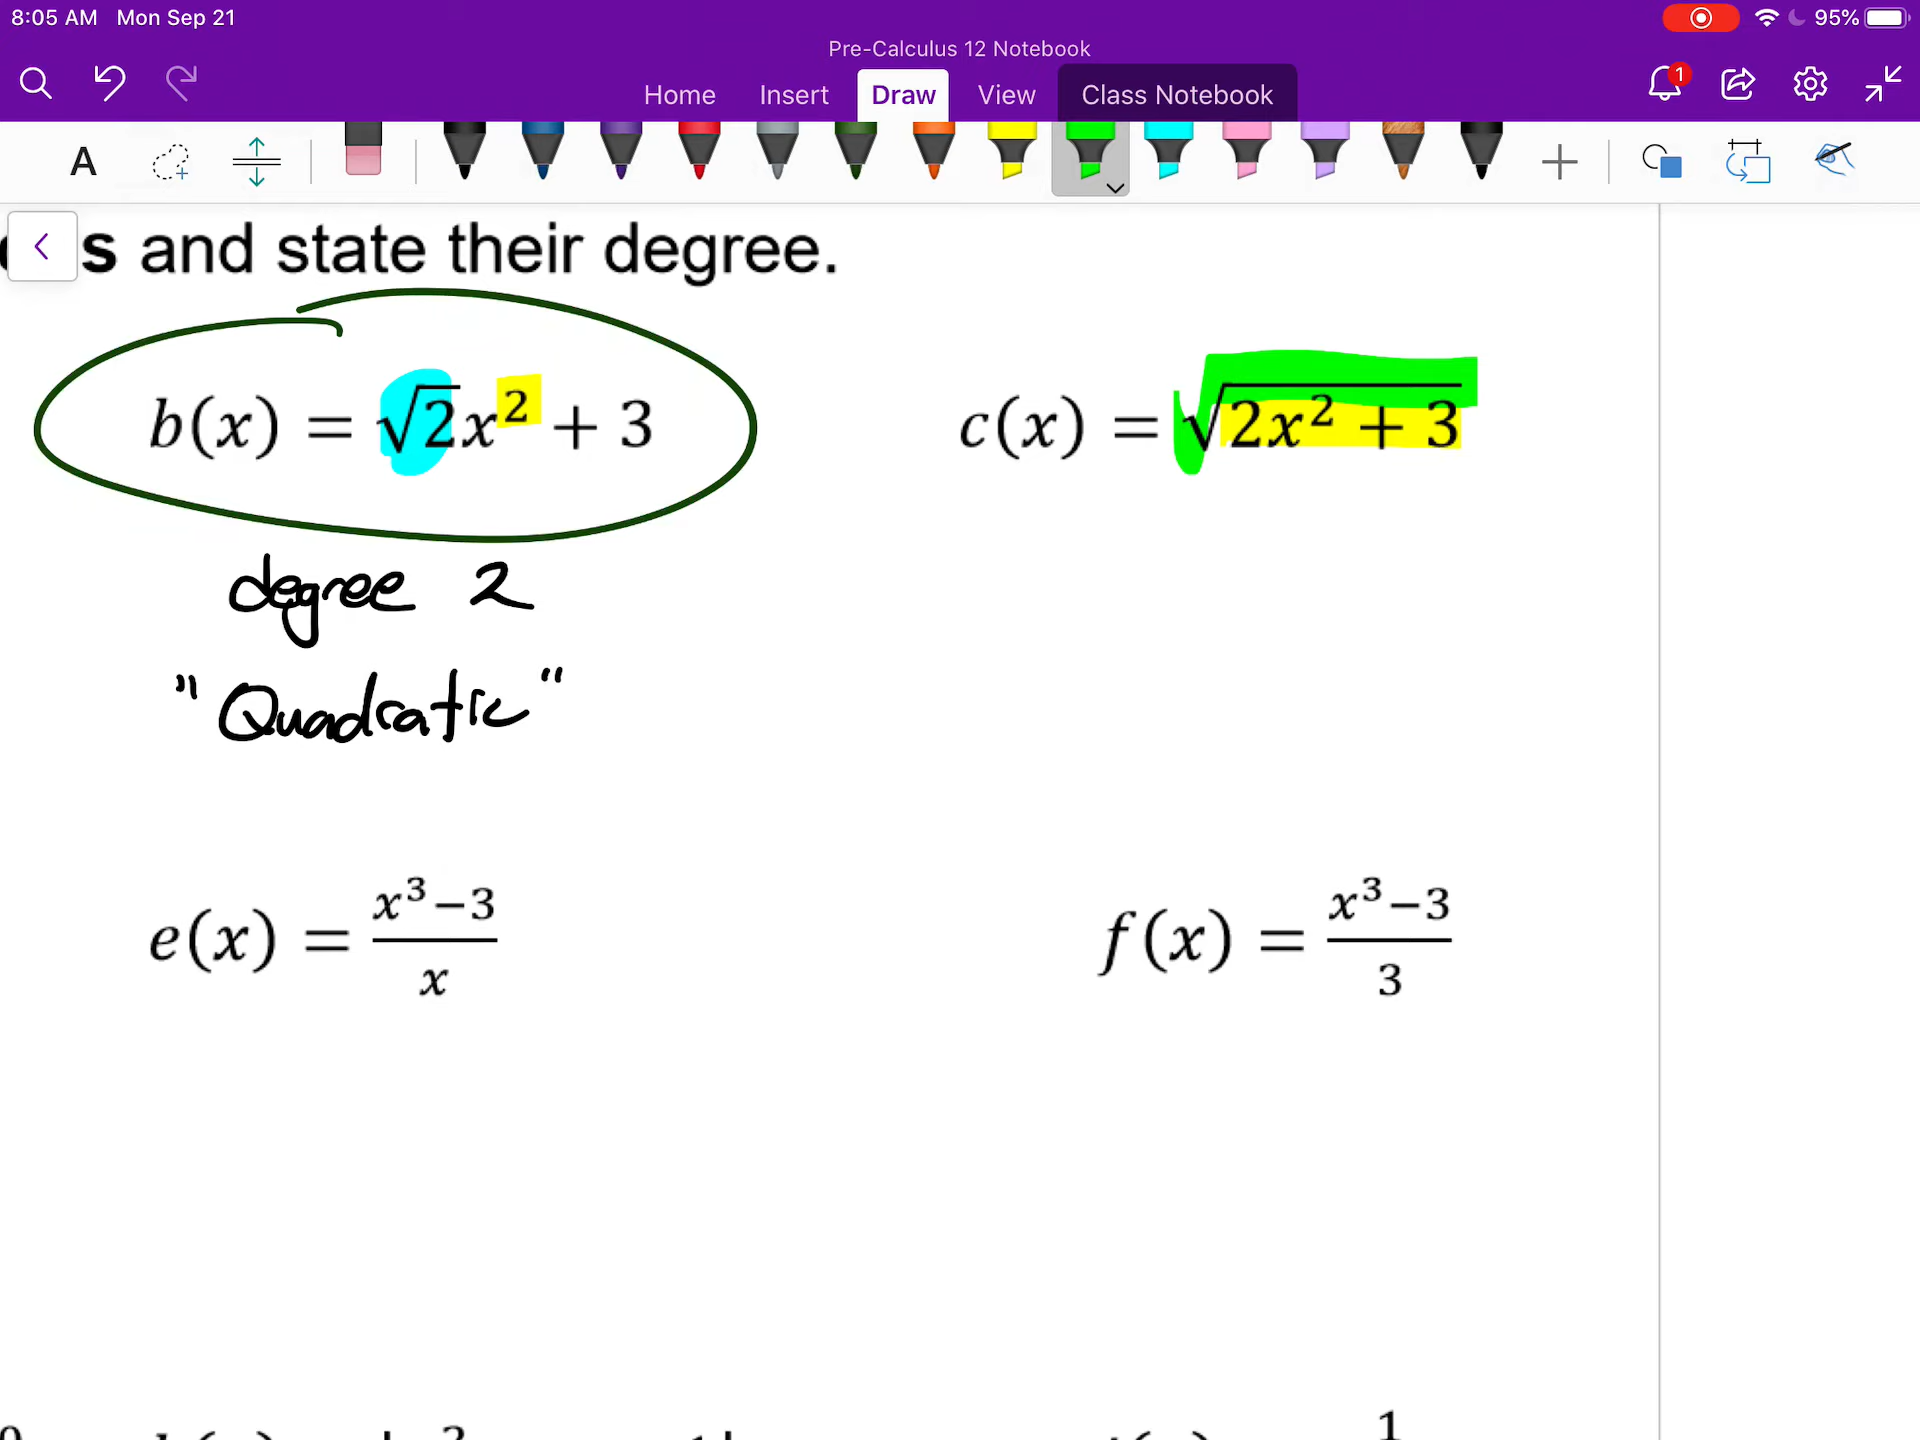 8:05 AM Mon Sep 21
95%
Pre-Calculus 12 Notebook
Home Insert Draw View Class Notebook
1
A
s and state their degree.
b(x) = √2x² + 3
c(x) = √(2x² + 3)
degree 2
"Quadratic"
e(x) = (x³−3)/x
f(x) = (x³−3)/3